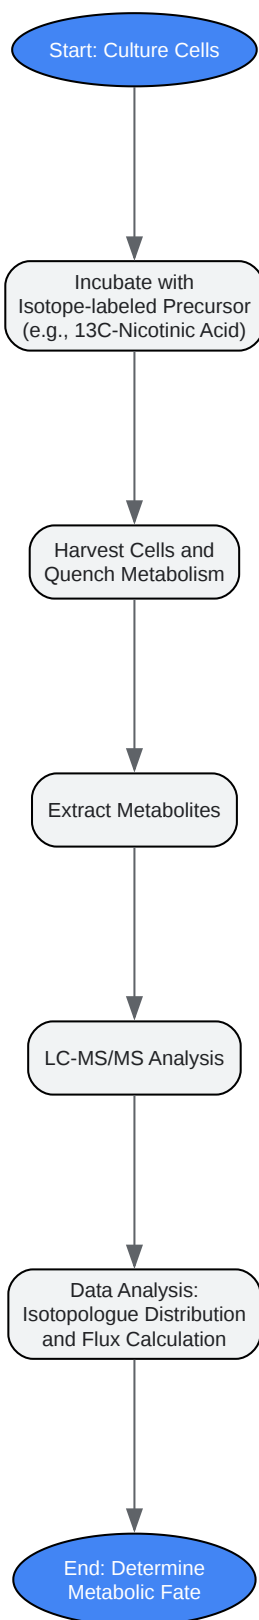 Start: Culture Cells
Incubate with
Isotope-labeled Precursor
(e.g., 13C-Nicotinic Acid)
Harvest Cells and
Quench Metabolism
Extract Metabolites
LC-MS/MS Analysis
Data Analysis:
Isotopologue Distribution
and Flux Calculation
End: Determine
Metabolic Fate